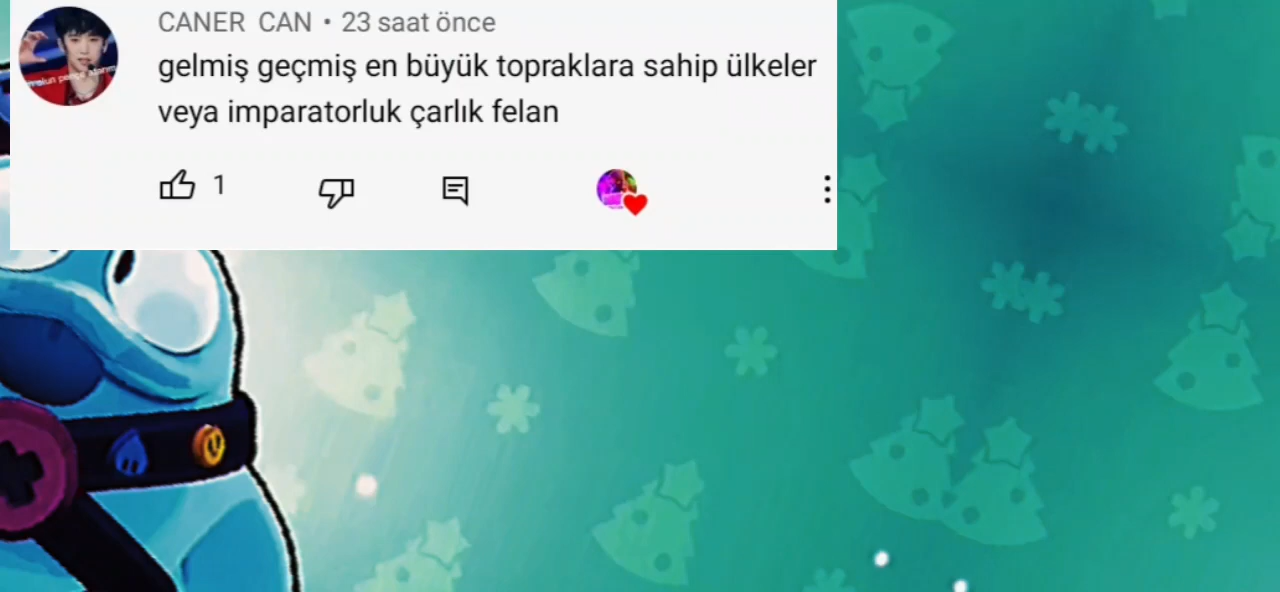 CANER CAN • 23 saat önce
gelmiş geçmiş en büyük topraklara sahip ülkeler
veya imparatorluk çarlık felan
1